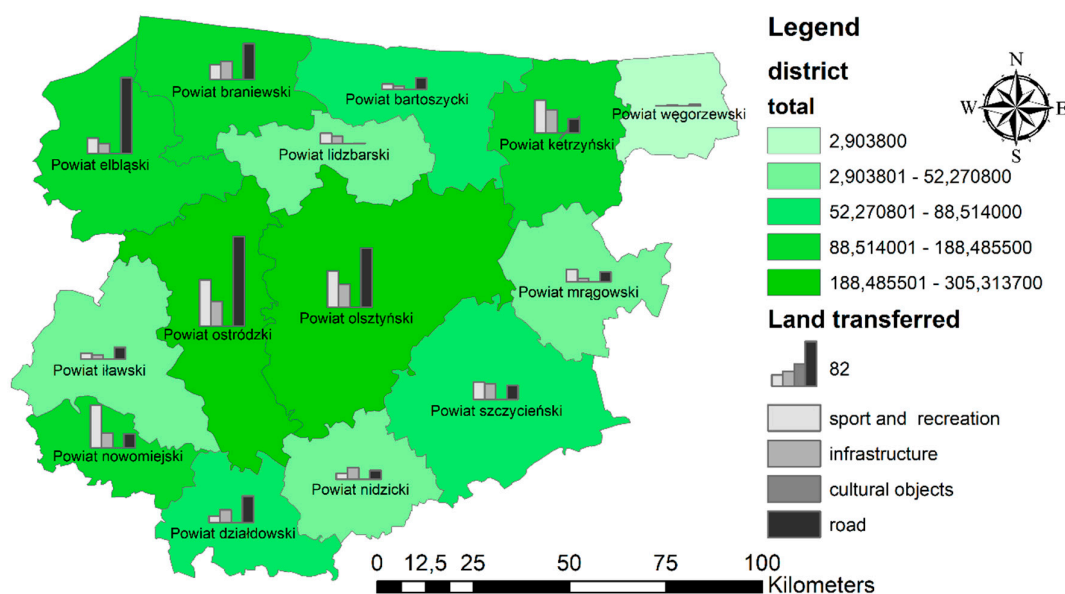 Legend
district
total
2,903800
2,903801 - 52,270800
52,270801 - 88,514000
88,514001 - 188,485500
188,485501 - 305,313700
Land transferred
82
sport and recreation
infrastructure
cultural objects
road
N
W E
S
Powiat braniewski
Powiat bartoszycki
Powiat węgorzewski
Powiat elbląski
Powiat lidzbarski
Powiat ketrzyński
Powiat mrągowski
Powiat ostródzki
Powiat olsztyński
Powiat iławski
Powiat szczycieński
Powiat nowomiejski
Powiat nidzicki
Powiat działdowski
0 12,5 25 50 75 100
Kilometers